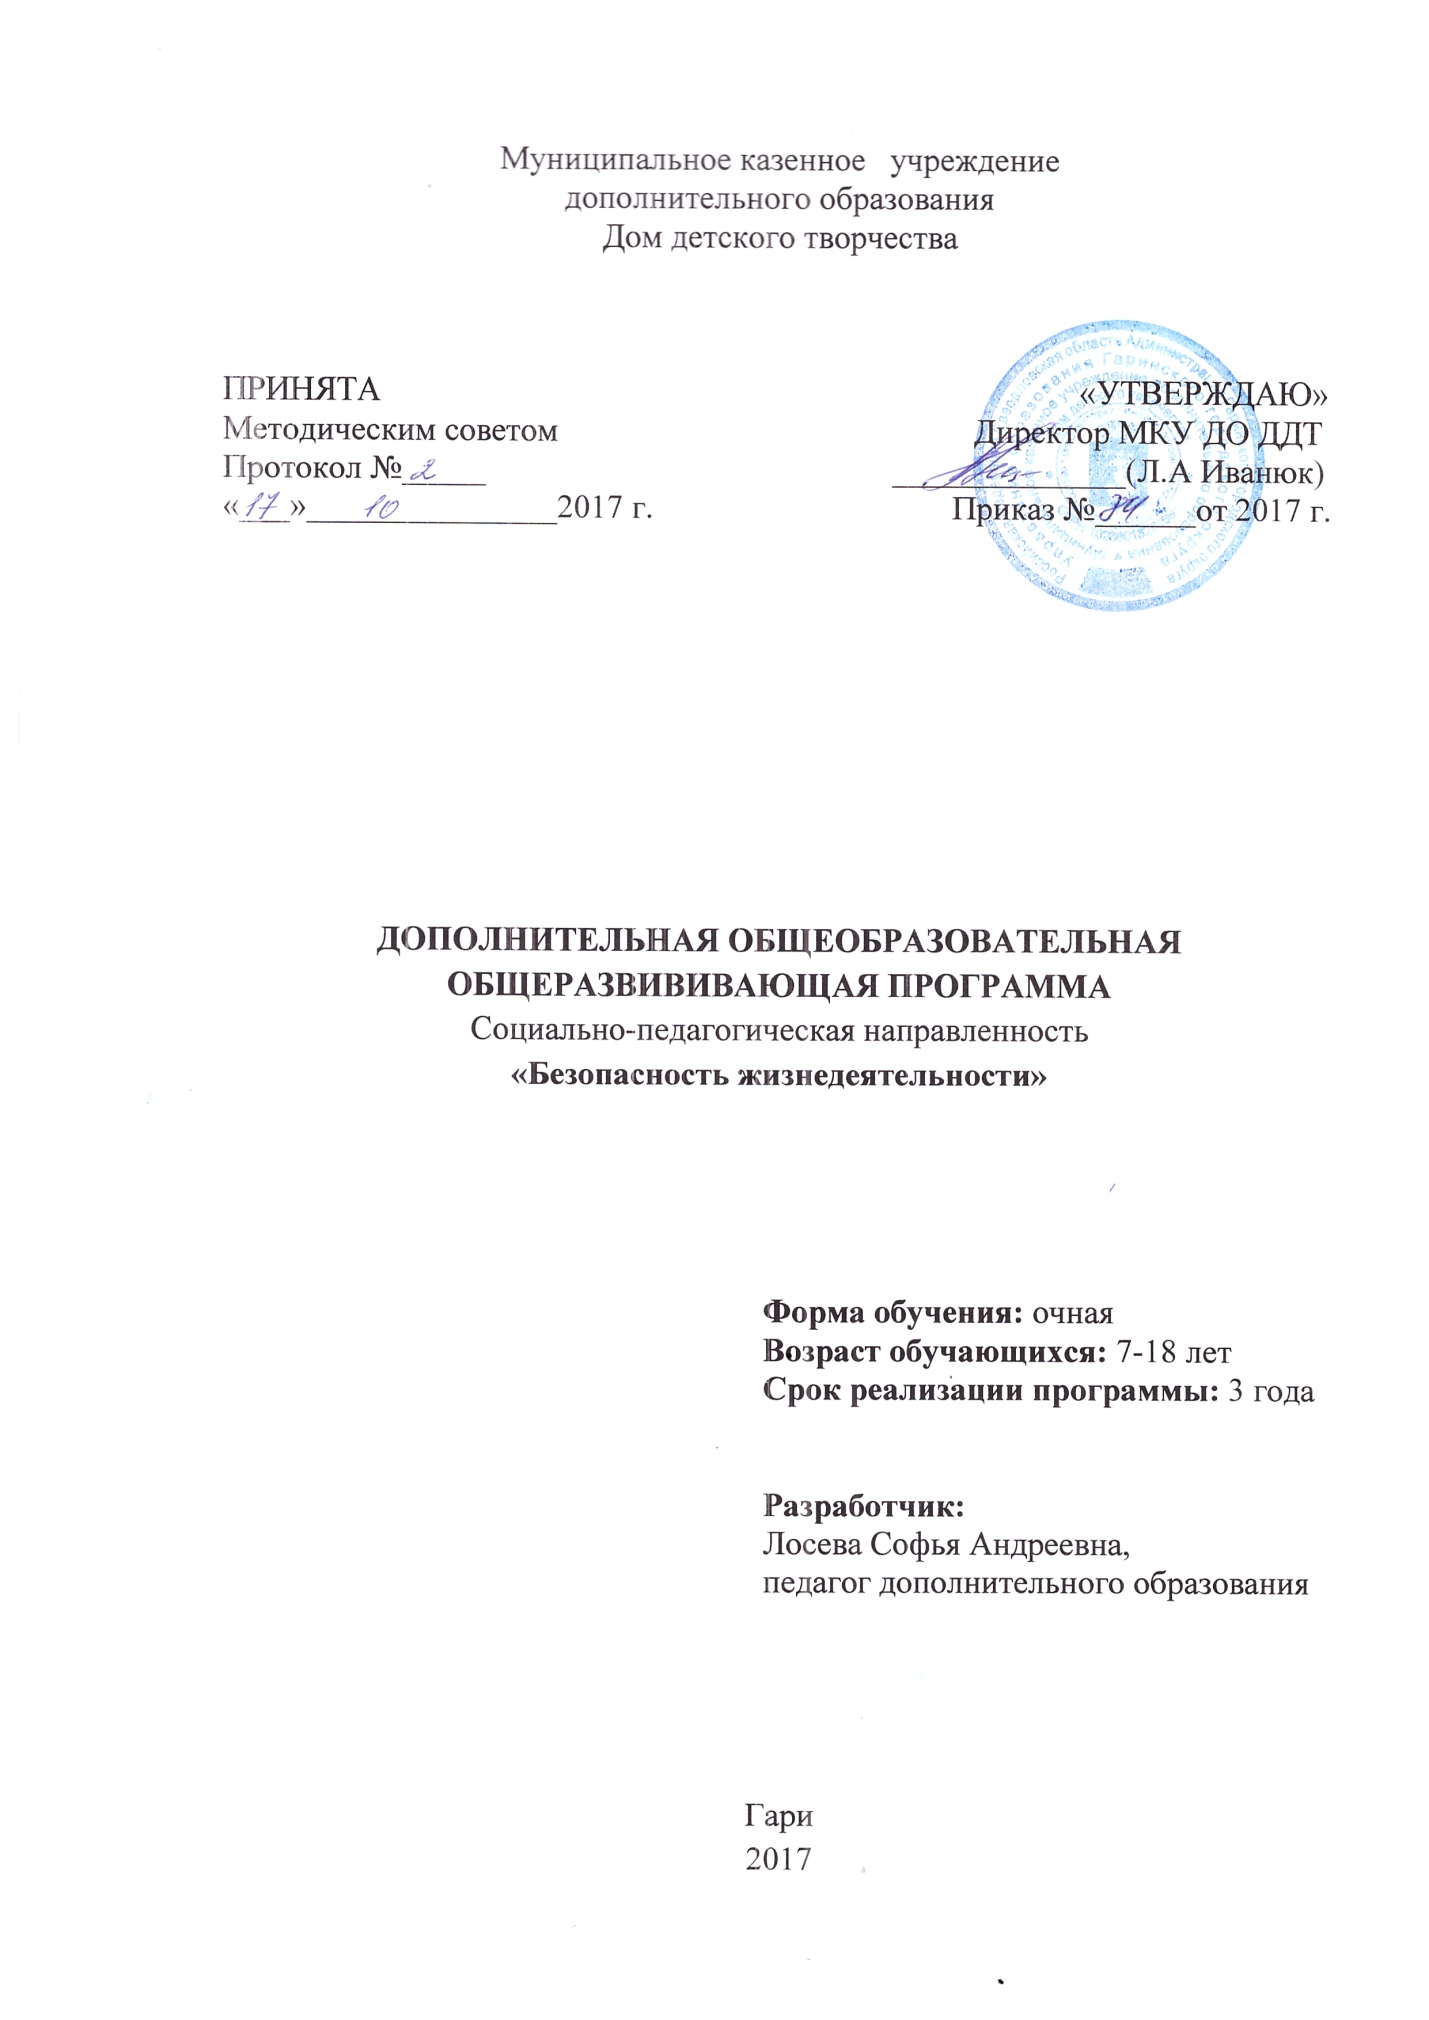 Муниципальное казенное учреждение
дополнительного образования
Дом детского творчества
ПРИНЯТА
Методическим советом
Протокол № 2
«17» 10 2017 г.
«УТВЕРЖДАЮ»
Директор МКУ ДО ДДТ
(Л.А Иванюк)
Приказ № от 2017 г.
ДОПОЛНИТЕЛЬНАЯ ОБЩЕОБРАЗОВАТЕЛЬНАЯ
ОБЩЕРАЗВИВИВАЮЩАЯ ПРОГРАММА
Социально-педагогическая направленность
«Безопасность жизнедеятельности»
Форма обучения: очная
Возраст обучающихся: 7-18 лет
Срок реализации программы: 3 года
Разработчик:
Лосева Софья Андреевна,
педагог дополнительного образования
Гари
2017